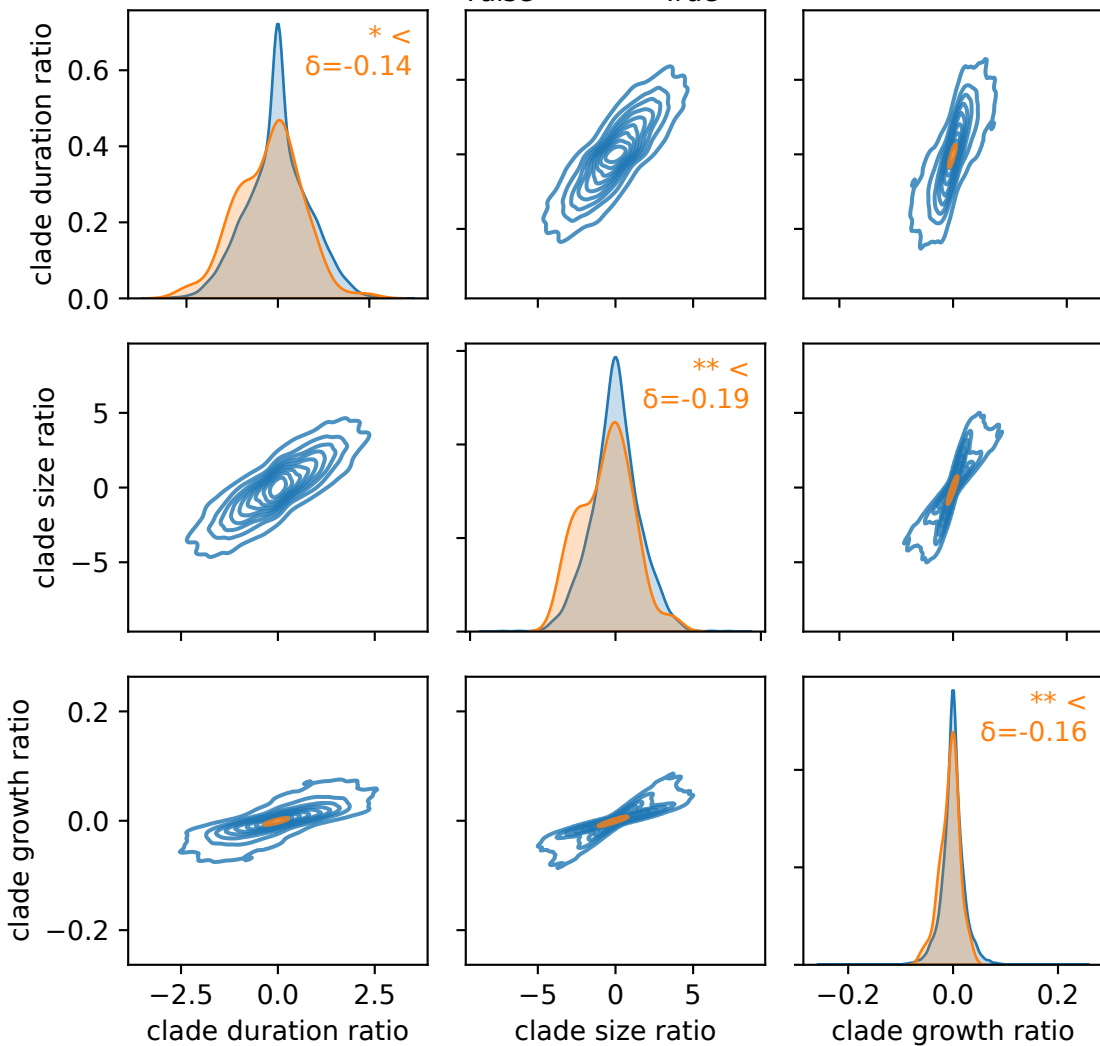 clade duration ratio
0.6
0.4
0.2
0.0
* <
δ=-0.14
clade size ratio
5
0
−5
** <
δ=-0.19
clade growth ratio
0.2
0.0
−0.2
** <
δ=-0.16
−2.5 0.0 2.5
−5 0 5
−0.2 0.0 0.2
clade duration ratio
clade size ratio
clade growth ratio